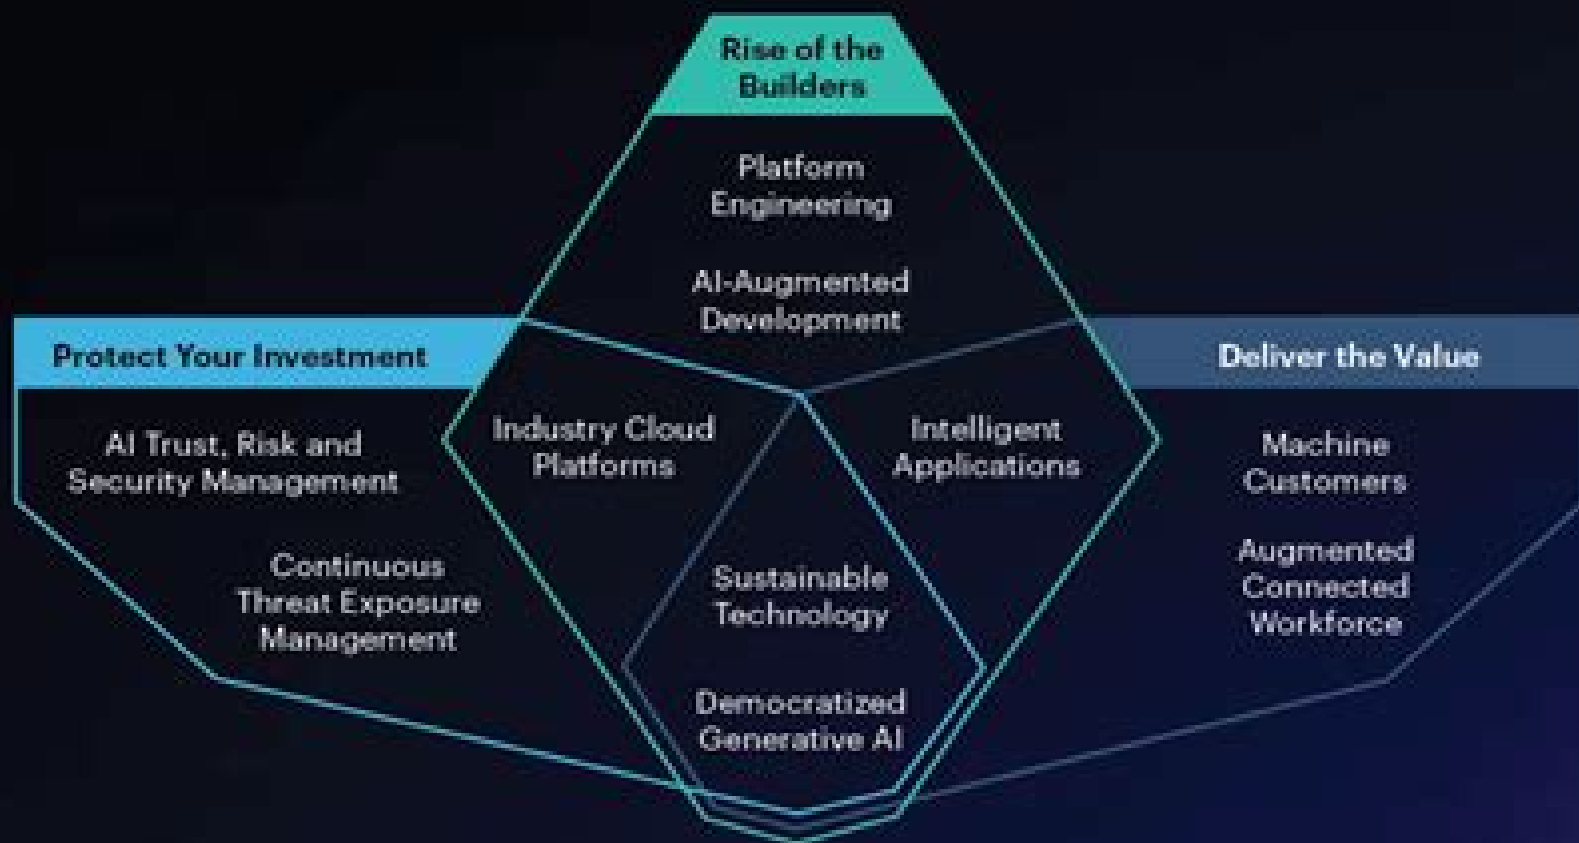 Rise of the
Builders
Platform
Engineering
AI-Augmented
Development
Protect Your Investment
Deliver the Value
AI Trust, Risk and
Security Management
Continuous
Threat Exposure
Management
Industry Cloud
Platforms
Intelligent
Applications
Sustainable
Technology
Democratized
Generative AI
Machine
Customers
Augmented
Connected
Workforce